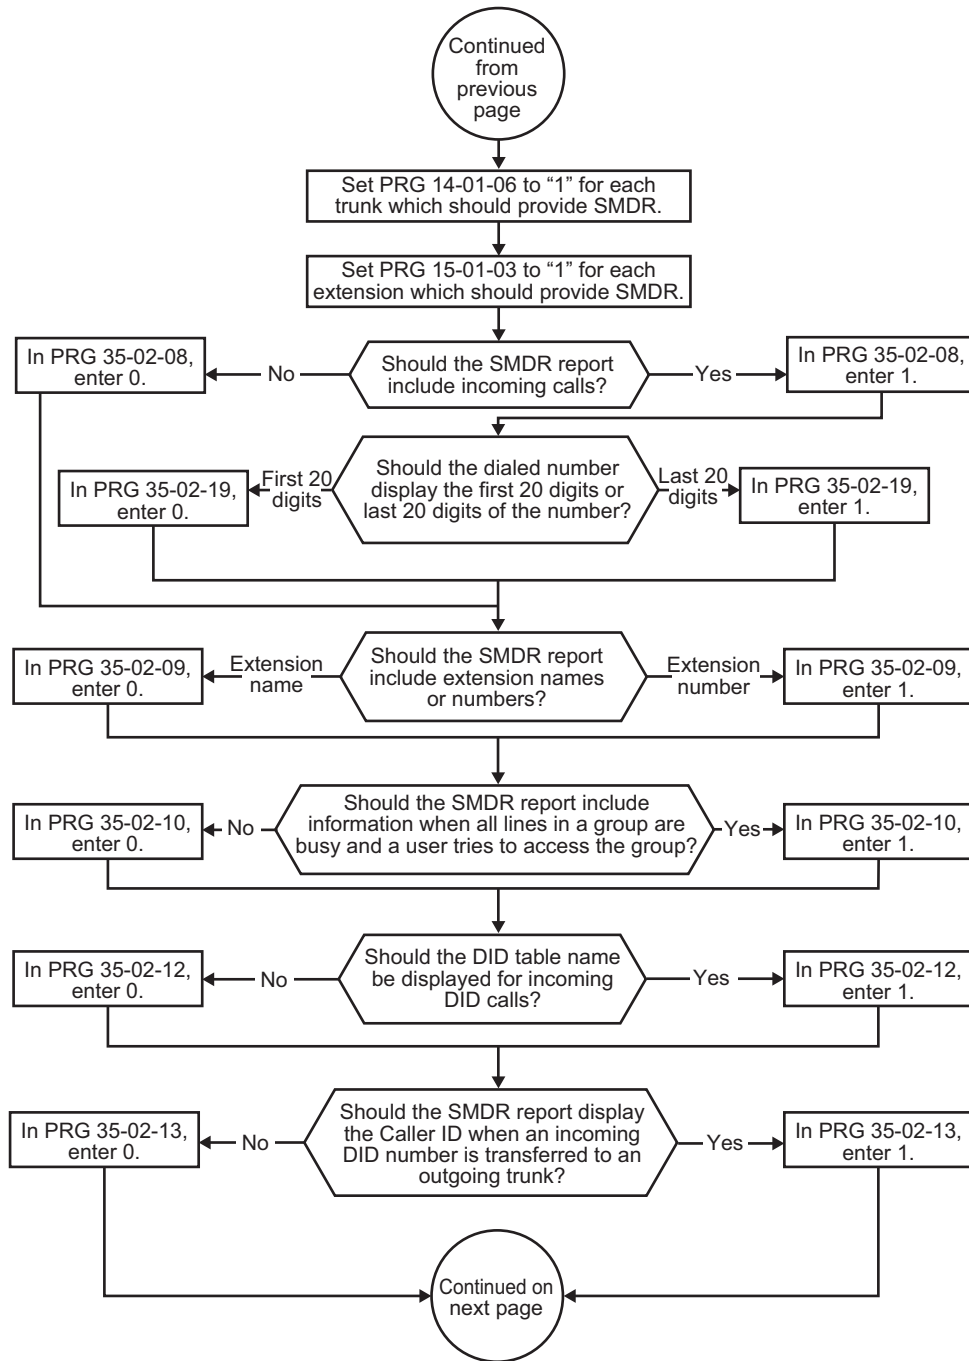 Continued
from
previous
page
Set PRG 14-01-06 to “1” for each
trunk which should provide SMDR.
Set PRG 15-01-03 to “1” for each
extension which should provide SMDR.
In PRG 35-02-08,
enter 0.
No
Should the SMDR report
include incoming calls?
Yes
In PRG 35-02-08,
enter 1.
In PRG 35-02-19,
enter 0.
First 20
digits
Should the dialed number
display the first 20 digits or
last 20 digits of the number?
Last 20
digits
In PRG 35-02-19,
enter 1.
In PRG 35-02-09,
enter 0.
Extension
name
Should the SMDR report
include extension names
or numbers?
Extension
number
In PRG 35-02-09,
enter 1.
In PRG 35-02-10,
enter 0.
No
Should the SMDR report include
information when all lines in a group are
busy and a user tries to access the group?
Yes
In PRG 35-02-10,
enter 1.
In PRG 35-02-12,
enter 0.
No
Should the DID table name
be displayed for incoming
DID calls?
Yes
In PRG 35-02-12,
enter 1.
In PRG 35-02-13,
enter 0.
No
Should the SMDR report display
the Caller ID when an incoming
DID number is transferred to an
outgoing trunk?
Yes
In PRG 35-02-13,
enter 1.
Continued on
next page